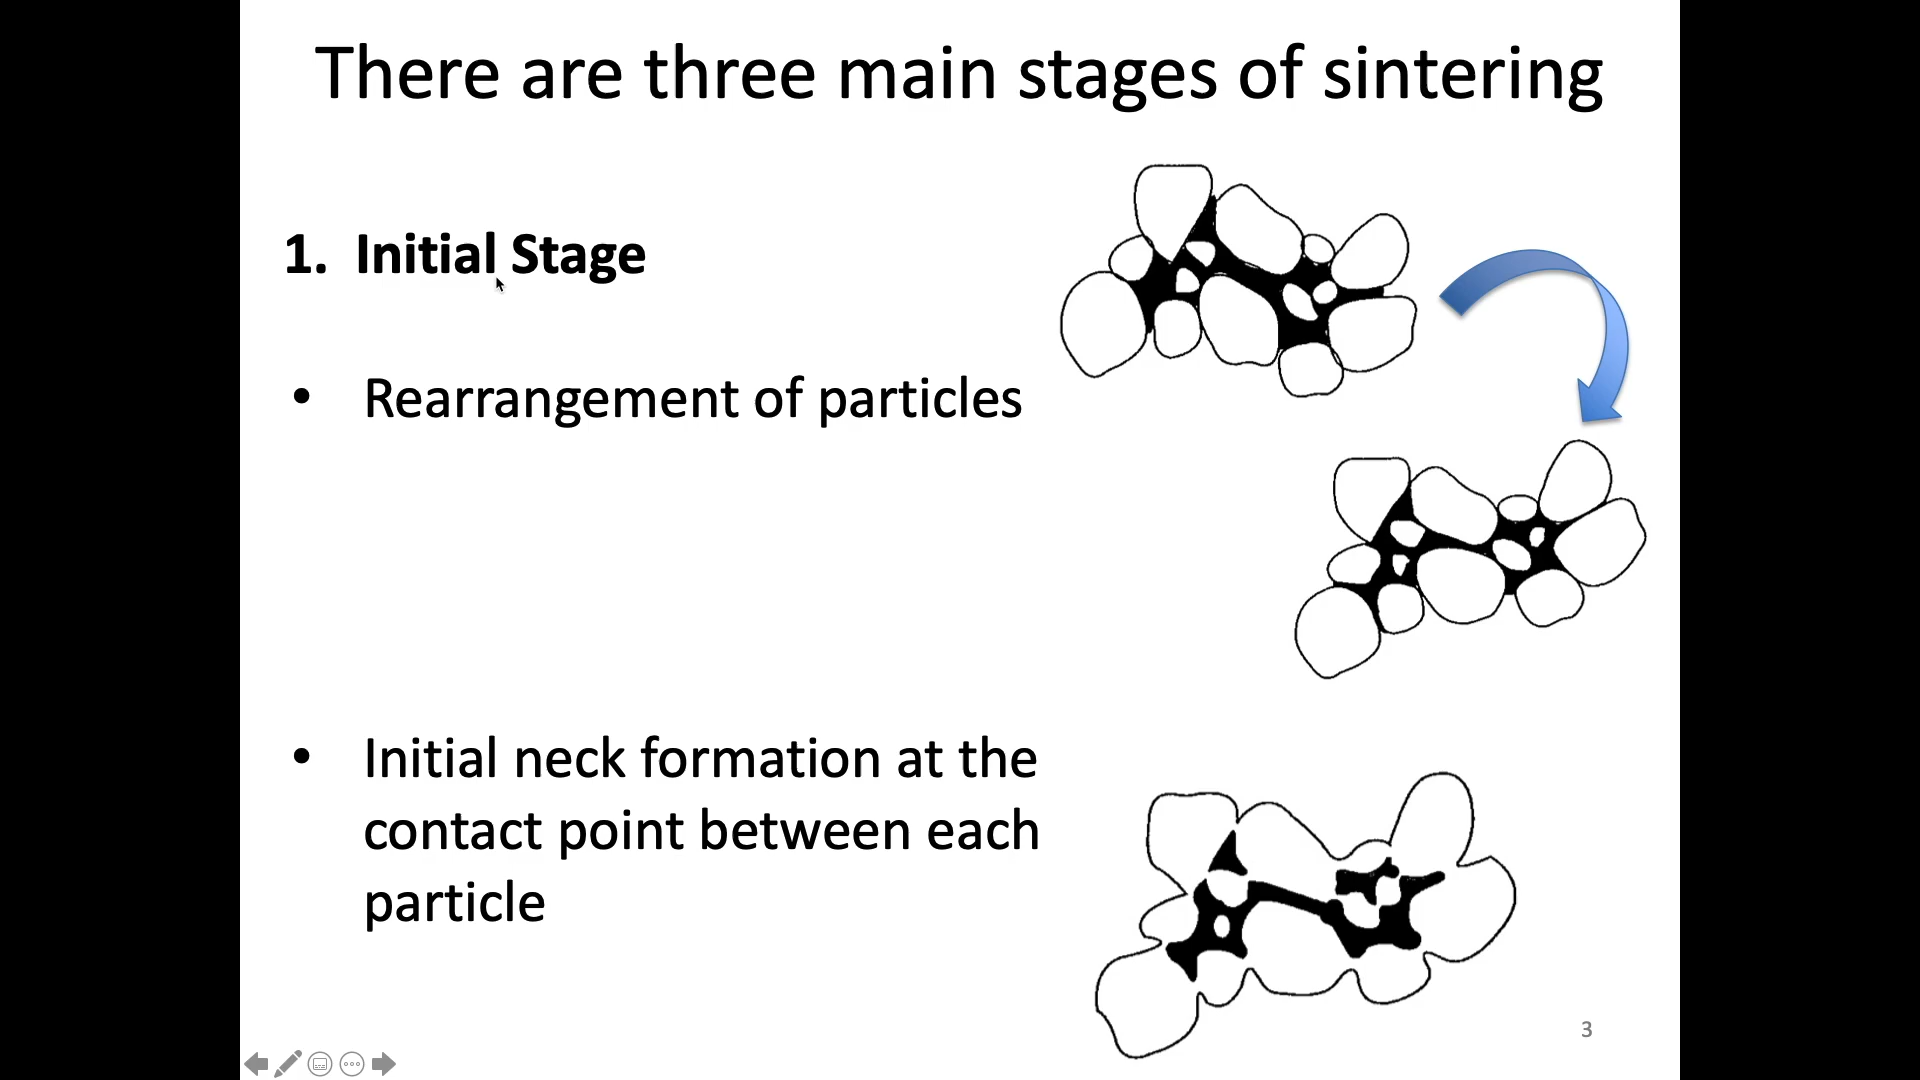 There are three main stages of sintering
1. Initial Stage
• Rearrangement of particles
• Initial neck formation at the
contact point between each
particle
3